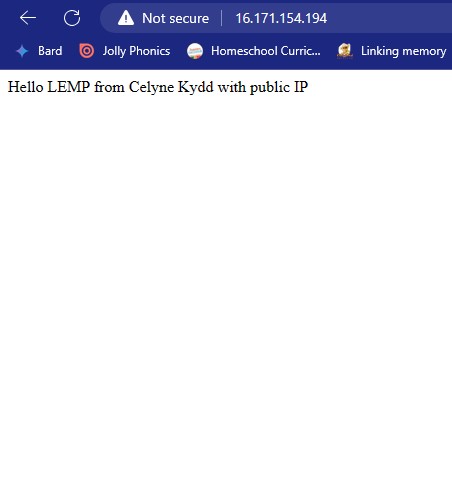 Not secure 16.171.154.194
Bard Jolly Phonics Homeschool Curric... Linking memory
Hello LEMP from Celyne Kydd with public IP